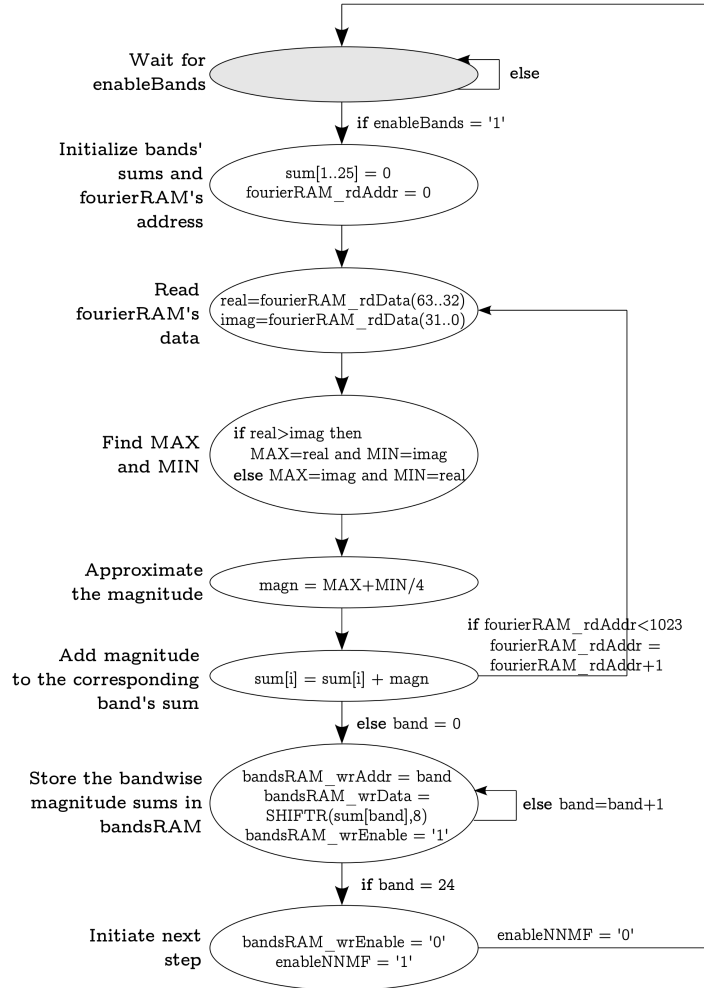 Wait for
enableBands
else
if enableBands = '1'
Initialize bands'
sums and
fourierRAM's
address
sum[1..25] = 0
fourierRAM_rdAddr = 0
Read
fourierRAM's
data
real=fourierRAM_rdData(63..32)
imag=fourierRAM_rdData(31..0)
Find MAX
and MIN
if real>imag then
MAX=real and MIN=imag
else MAX=imag and MIN=real
Approximate
the magnitude
magn = MAX+MIN/4
if fourierRAM_rdAddr<1023
fourierRAM_rdAddr =
fourierRAM_rdAddr+1
Add magnitude
to the corresponding
band's sum
sum[i] = sum[i] + magn
else band = 0
Store the bandwise
magnitude sums in
bandsRAM
bandsRAM_wrAddr = band
bandsRAM_wrData =
SHIFTR(sum[band],8)
bandsRAM_wrEnable = '1'
else band=band+1
if band = 24
Initiate next
step
bandsRAM_wrEnable = '0'
enableNNMF = '1'
enableNNMF = '0'